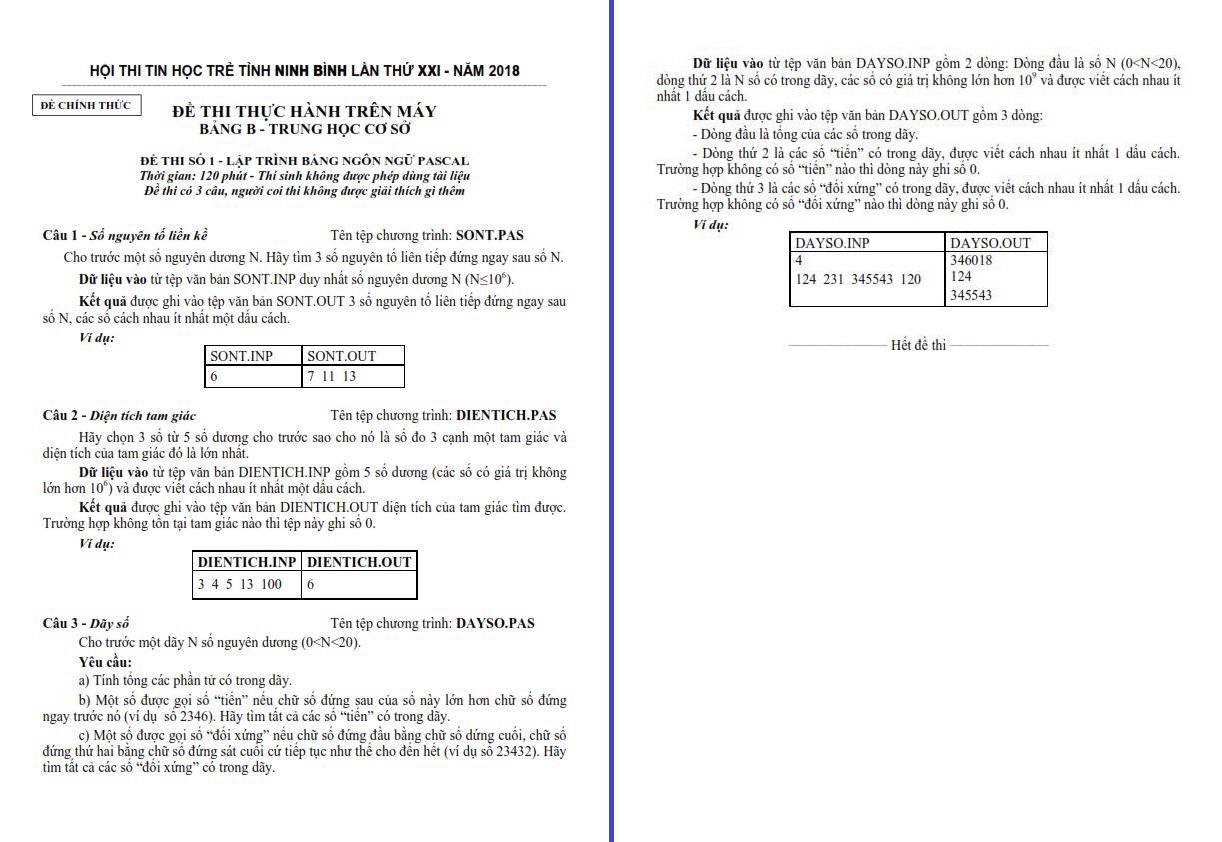 HỘI THI TIN HỌC TRẺ TỈNH NINH BÌNH LẦN THỨ XXI - NĂM 2018
ĐỀ CHÍNH THỨC
ĐỀ THI THỰC HÀNH TRÊN MÁY
BẢNG B - TRUNG HỌC CƠ SỞ
ĐỀ THI SỐ 1 - LẬP TRÌNH BẰNG NGÔN NGỮ PASCAL
Thời gian: 120 phút - Thí sinh không được phép dùng tài liệu
Đề thi có 3 câu, người coi thi không được giải thích gì thêm
Câu 1 - Số nguyên tố liền kề Tên tệp chương trình: SONT.PAS
Cho trước một số nguyên dương N. Hãy tìm 3 số nguyên tố liên tiếp đứng ngay sau số N.
Dữ liệu vào từ tệp văn bản SONT.INP duy nhất số nguyên dương N (N≤10⁶).
Kết quả được ghi vào tệp văn bản SONT.OUT 3 số nguyên tố liên tiếp đứng ngay sau
số N, các số cách nhau ít nhất một dấu cách.
Ví dụ:
SONT.INP SONT.OUT
6 7 11 13
Câu 2 - Diện tích tam giác Tên tệp chương trình: DIENTICH.PAS
Hãy chọn 3 số từ 5 số dương cho trước sao cho nó là số đo 3 cạnh một tam giác và
diện tích của tam giác đó là lớn nhất.
Dữ liệu vào từ tệp văn bản DIENTICH.INP gồm 5 số dương (các số có giá trị không
lớn hơn 10⁶) và được viết cách nhau ít nhất một dấu cách.
Kết quả được ghi vào tệp văn bản DIENTICH.OUT diện tích của tam giác tìm được.
Trường hợp không tồn tại tam giác nào thì tệp này ghi số 0.
Ví dụ:
DIENTICH.INP DIENTICH.OUT
3 4 5 13 100 6
Câu 3 - Dãy số Tên tệp chương trình: DAYSO.PAS
Cho trước một dãy N số nguyên dương (0<N<20).
Yêu cầu:
a) Tính tổng các phần tử có trong dãy.
b) Một số được gọi số “tiến” nếu chữ số đứng sau của số này lớn hơn chữ số đứng
ngay trước nó (ví dụ số 2346). Hãy tìm tất cả các số “tiến” có trong dãy.
c) Một số được gọi số “đối xứng” nếu chữ số đứng đầu bằng chữ số đứng cuối, chữ số
đứng thứ hai bằng chữ số đứng sát cuối cứ tiếp tục như thế cho đến hết (ví dụ số 23432). Hãy
tìm tất cả các số “đối xứng” có trong dãy.
Dữ liệu vào từ tệp văn bản DAYSO.INP gồm 2 dòng: Dòng đầu là số N (0<N<20),
dòng thứ 2 là N số có trong dãy, các số có giá trị không lớn hơn 10⁹ và được viết cách nhau ít
nhất 1 dấu cách.
Kết quả được ghi vào tệp văn bản DAYSO.OUT gồm 3 dòng:
- Dòng đầu là tổng của các số trong dãy.
- Dòng thứ 2 là các số “tiến” có trong dãy, được viết cách nhau ít nhất 1 dấu cách.
Trường hợp không có số “tiến” nào thì dòng này ghi số 0.
- Dòng thứ 3 là các số “đối xứng” có trong dãy, được viết cách nhau ít nhất 1 dấu cách.
Trường hợp không có số “đối xứng” nào thì dòng này ghi số 0.
Ví dụ:
DAYSO.INP DAYSO.OUT
4 346018
124 231 345543 120 124
345543
Hết đề thi